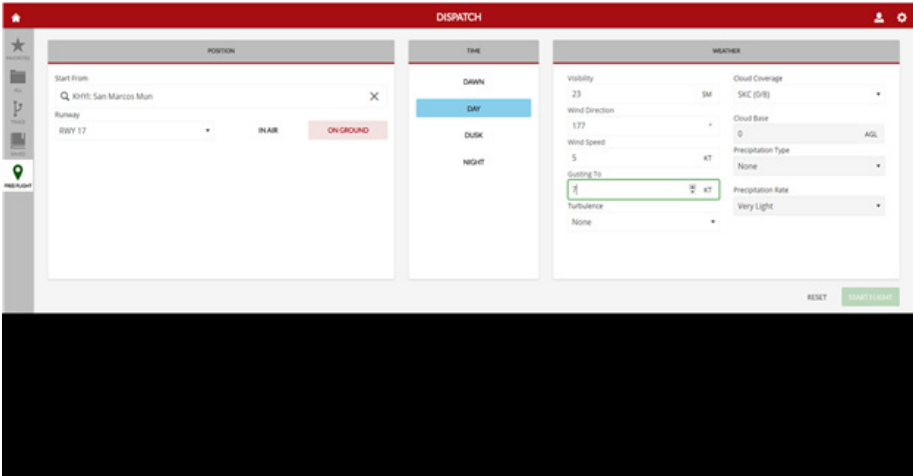 DISPATCH
FAVORITES
ALL
TRACK
SAVED
FREE FLIGHT
POSITION
Start From
KHYI: San Marcos Mun
Runway
RWY 17
IN AIR
ON GROUND
TIME
DAWN
DAY
DUSK
NIGHT
WEATHER
Visibility
23 SM
Wind Direction
177 °
Wind Speed
5 KT
Gusting To
7 KT
Turbulence
None
Cloud Coverage
SKC (0/8)
Cloud Base
0 AGL
Precipitation Type
None
Precipitation Rate
Very Light
RESET
START FLIGHT